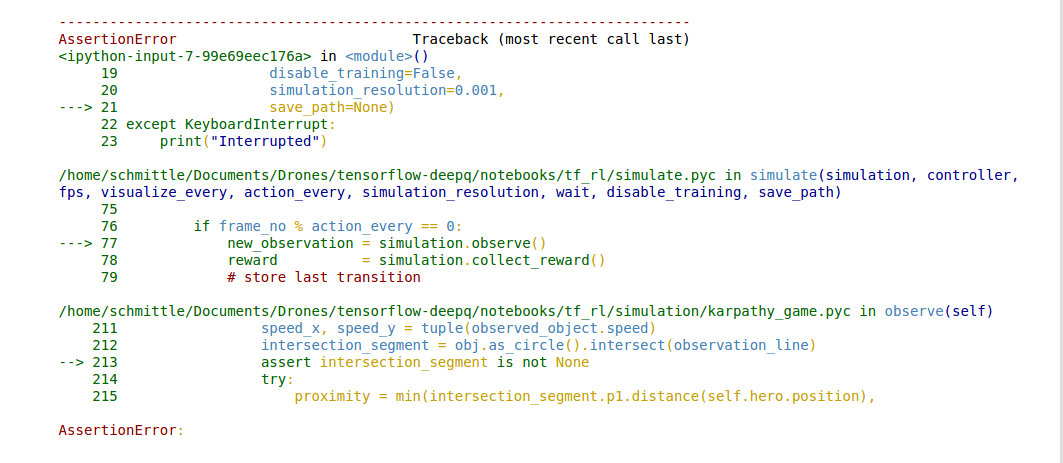 ---------------------------------------------------------------------------
AssertionError                            Traceback (most recent call last)
<ipython-input-7-99e69eec176a> in <module>()
     19                  disable_training=False,
     20                  simulation_resolution=0.001,
---> 21                  save_path=None)
     22 except KeyboardInterrupt:
     23     print("Interrupted")
/home/schmittle/Documents/Drones/tensorflow-deepq/notebooks/tf_rl/simulate.pyc in simulate(simulation, controller,
fps, visualize_every, action_every, simulation_resolution, wait, disable_training, save_path)
     75
     76         if frame_no % action_every == 0:
---> 77             new_observation = simulation.observe()
     78             reward          = simulation.collect_reward()
     79             # store last transition
/home/schmittle/Documents/Drones/tensorflow-deepq/notebooks/tf_rl/simulation/karpathy_game.pyc in observe(self)
    211                 speed_x, speed_y = tuple(observed_object.speed)
    212                 intersection_segment = obj.as_circle().intersect(observation_line)
--> 213                 assert intersection_segment is not None
    214                 try:
    215                     proximity = min(intersection_segment.p1.distance(self.hero.position),
AssertionError: